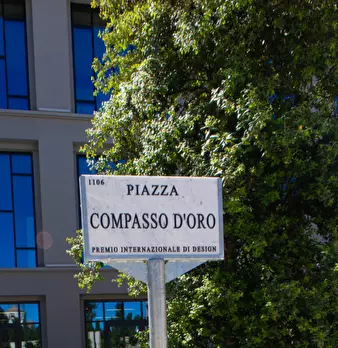 1106
PIAZZA
COMPASSO D'ORO
PREMIO INTERNAZIONALE DI DESIGN